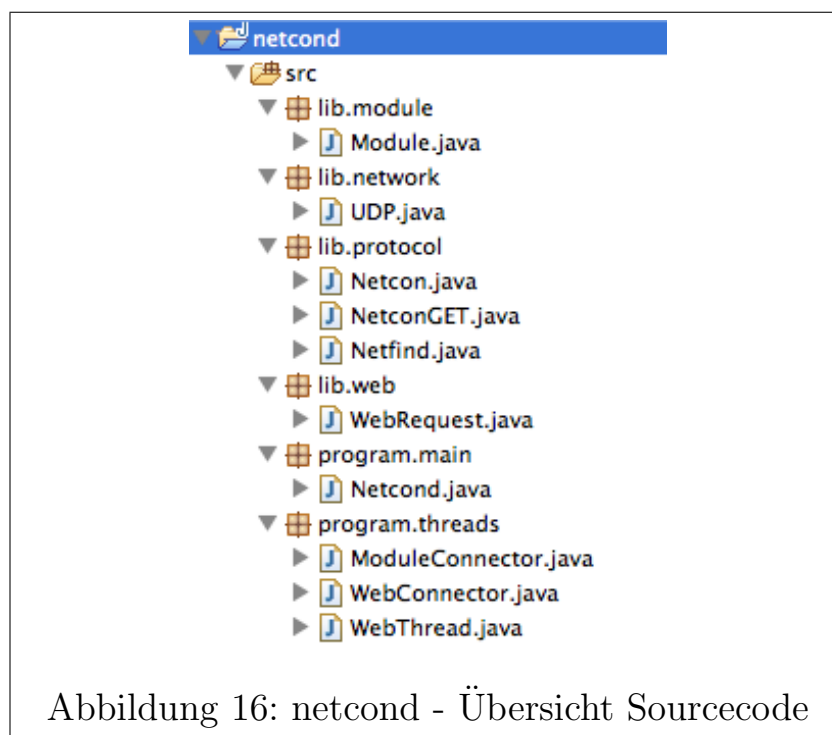 netcond
src
lib.module
Module.java
lib.network
UDP.java
lib.protocol
Netcon.java
NetconGET.java
Netfind.java
lib.web
WebRequest.java
program.main
Netcond.java
program.threads
ModuleConnector.java
WebConnector.java
WebThread.java
Abbildung 16: netcond - Übersicht Sourcecode